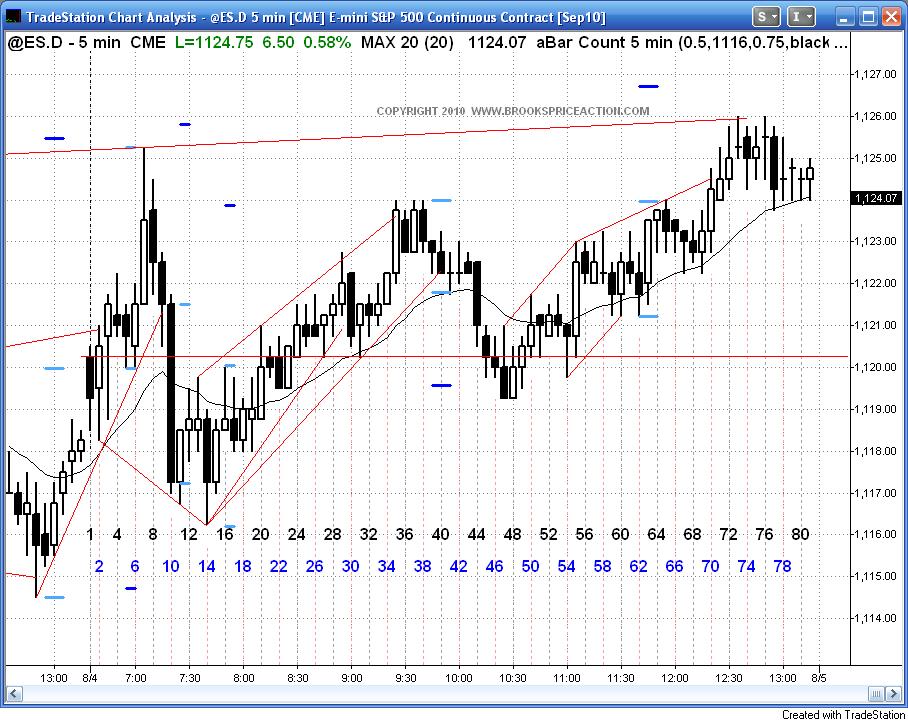 TradeStation Chart Analysis - @ES.D 5 min [CME] E-mini S&P 500 Continuous Contract [Sep10]
S I
@ES.D - 5 min CME L=1124.75 6.50 0.58% MAX 20 (20) 1124.07 aBar Count 5 min (0.5,1116,0.75,black ...
1,127.00
COPYRIGHT 2010 WWW.BROOKSPRICEACTION.COM
1,126.00
1,125.00
1,124.07
1,123.00
1,122.00
1,121.00
1,120.00
1,119.00
1,118.00
1,117.00
1,116.00
1 4 8 12 16 20 24 28 32 36 40 44 48 52 56 60 64 68 72 76 80
2 6 10 14 18 22 26 30 34 38 42 46 50 54 58 62 66 70 74 78
1,115.00
1,114.00
13:00 8/4 7:00 7:30 8:00 8:30 9:00 9:30 10:00 10:30 11:00 11:30 12:00 12:30 13:00 8/5
Created with TradeStation